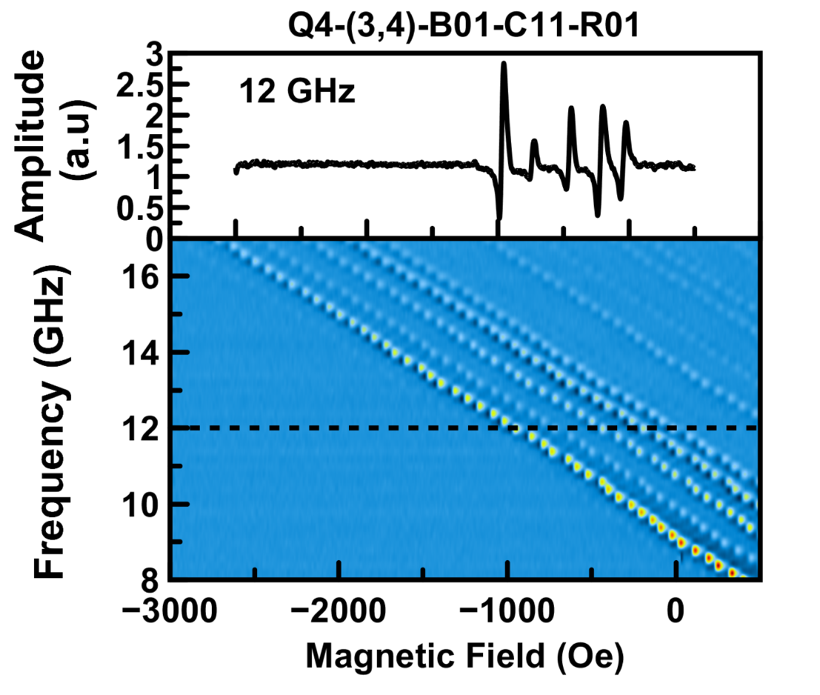 Q4-(3,4)-B01-C11-R01
Amplitude
(a.u)
3
2.5
2
1.5
1
0.5
0
12 GHz
Frequency (GHz)
16
14
12
10
8
−3000
−2000
−1000
0
Magnetic Field (Oe)